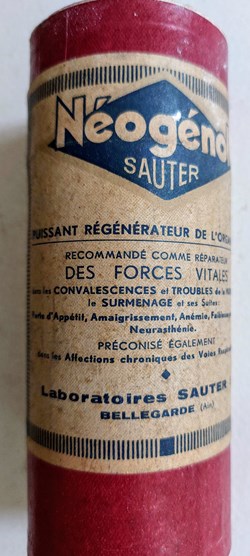 Néogénol
SAUTER
PUISSANT RÉGÉNÉRATEUR DE L'ORGA
RECOMMANDÉ COMME RÉPARATEUR
DES FORCES VITALES
dans les CONVALESCENCES et TROUBLES de la
le SURMENAGE et ses Suites:
Perte d'Appétit, Amaigrissement, Anémie,
Neurasthénie.
PRÉCONISÉ ÉGALEMENT
dans les Affections chroniques des Voies
Laboratoires SAUTER
BELLEGARDE (Ain)